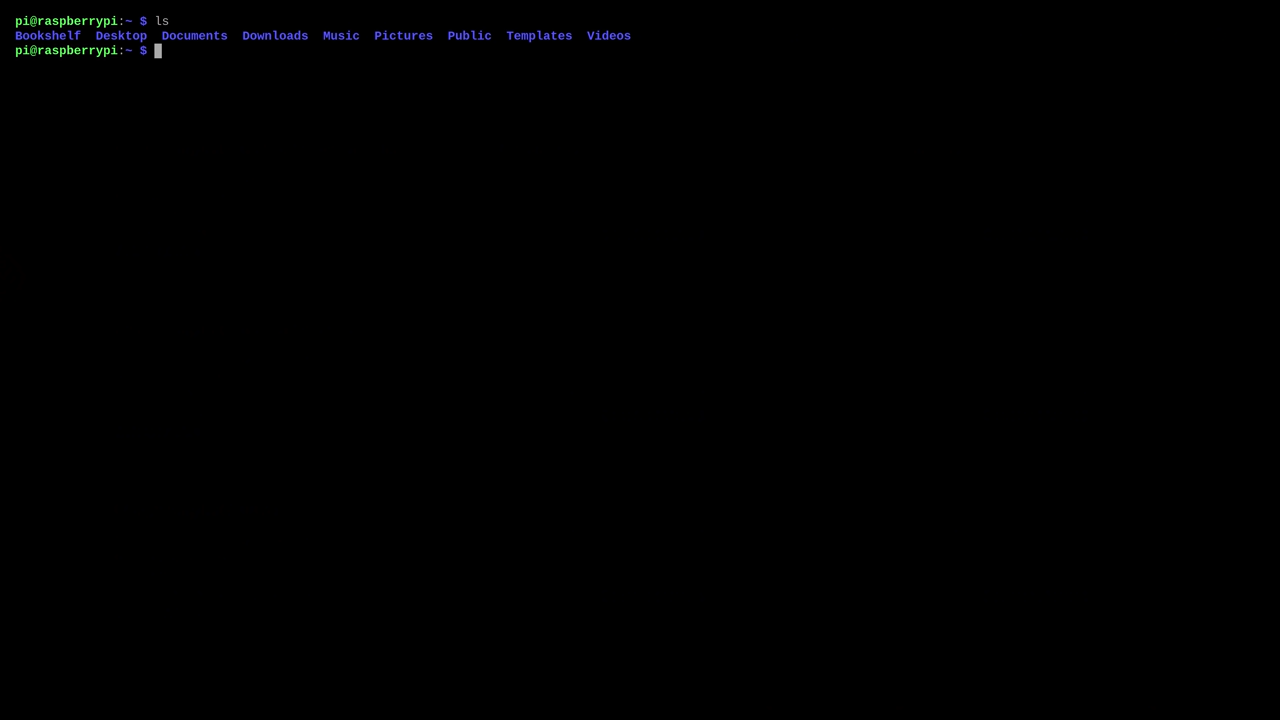 pi@raspberrypi:~ $ ls
Bookshelf  Desktop  Documents  Downloads  Music  Pictures  Public  Templates  Videos
pi@raspberrypi:~ $